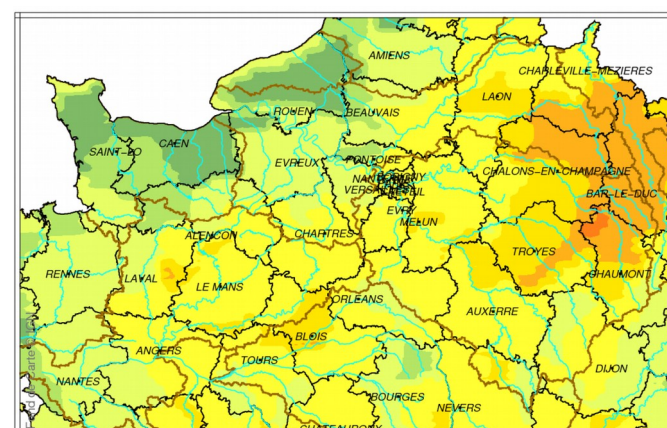 AMIENS
CHARLEVILLE-MEZIERES
LAON
ROUEN
BEAUVAIS
SAINT-LO
CAEN
EVREUX
PONTOISE
CHALONS-EN-CHAMPAGNE
BAR-LE-DUC
EVRY
MELUN
ALENCON
CHARTRES
TROYES
CHAUMONT
RENNES
LAVAL
LE MANS
ORLEANS
AUXERRE
BLOIS
ANGERS
TOURS
DIJON
NANTES
BOURGES
NEVERS
CHATEAUROUX